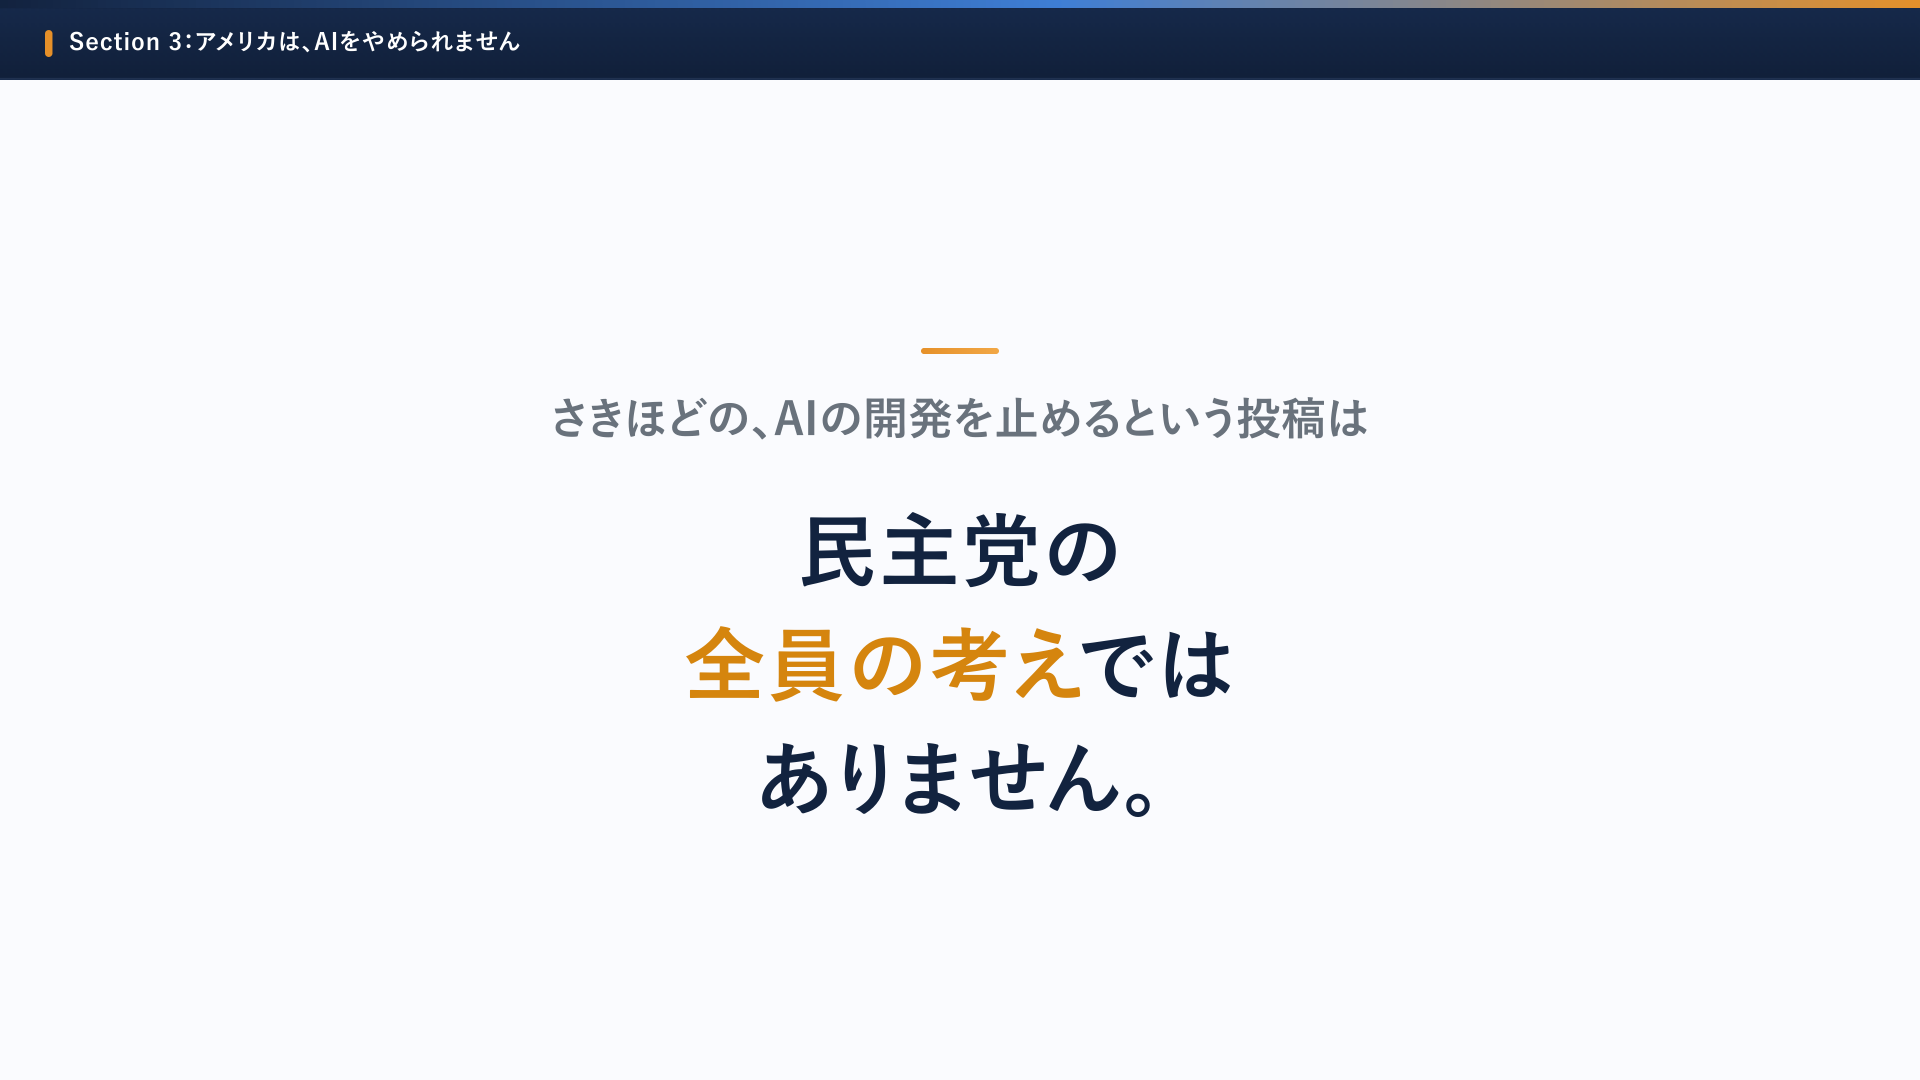 Section 3：アメリカは、AIをやめられません
さきほどの、AIの開発を止めるという投稿は
民主党の
全員の考えでは
ありません。